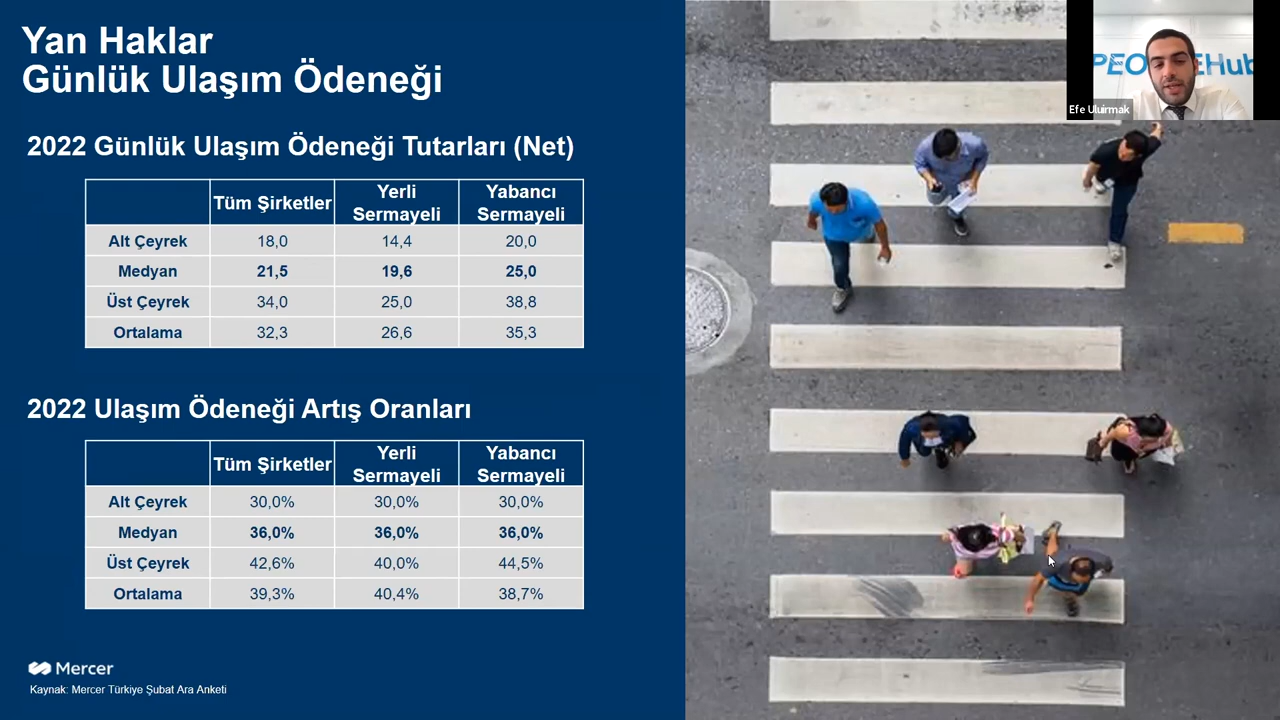 Yan Haklar
Günlük Ulaşım Ödeneği
2022 Günlük Ulaşım Ödeneği Tutarları (Net)
Tüm Şirketler Yerli Sermayeli Yabancı Sermayeli
Alt Çeyrek 18,0 14,4 20,0
Medyan 21,5 19,6 25,0
Üst Çeyrek 34,0 25,0 38,8
Ortalama 32,3 26,6 35,3
2022 Ulaşım Ödeneği Artış Oranları
Tüm Şirketler Yerli Sermayeli Yabancı Sermayeli
Alt Çeyrek 30,0% 30,0% 30,0%
Medyan 36,0% 36,0% 36,0%
Üst Çeyrek 42,6% 40,0% 44,5%
Ortalama 39,3% 40,4% 38,7%
Mercer
Kaynak: Mercer Türkiye Şubat Ara Anketi
Efe Uluirmak